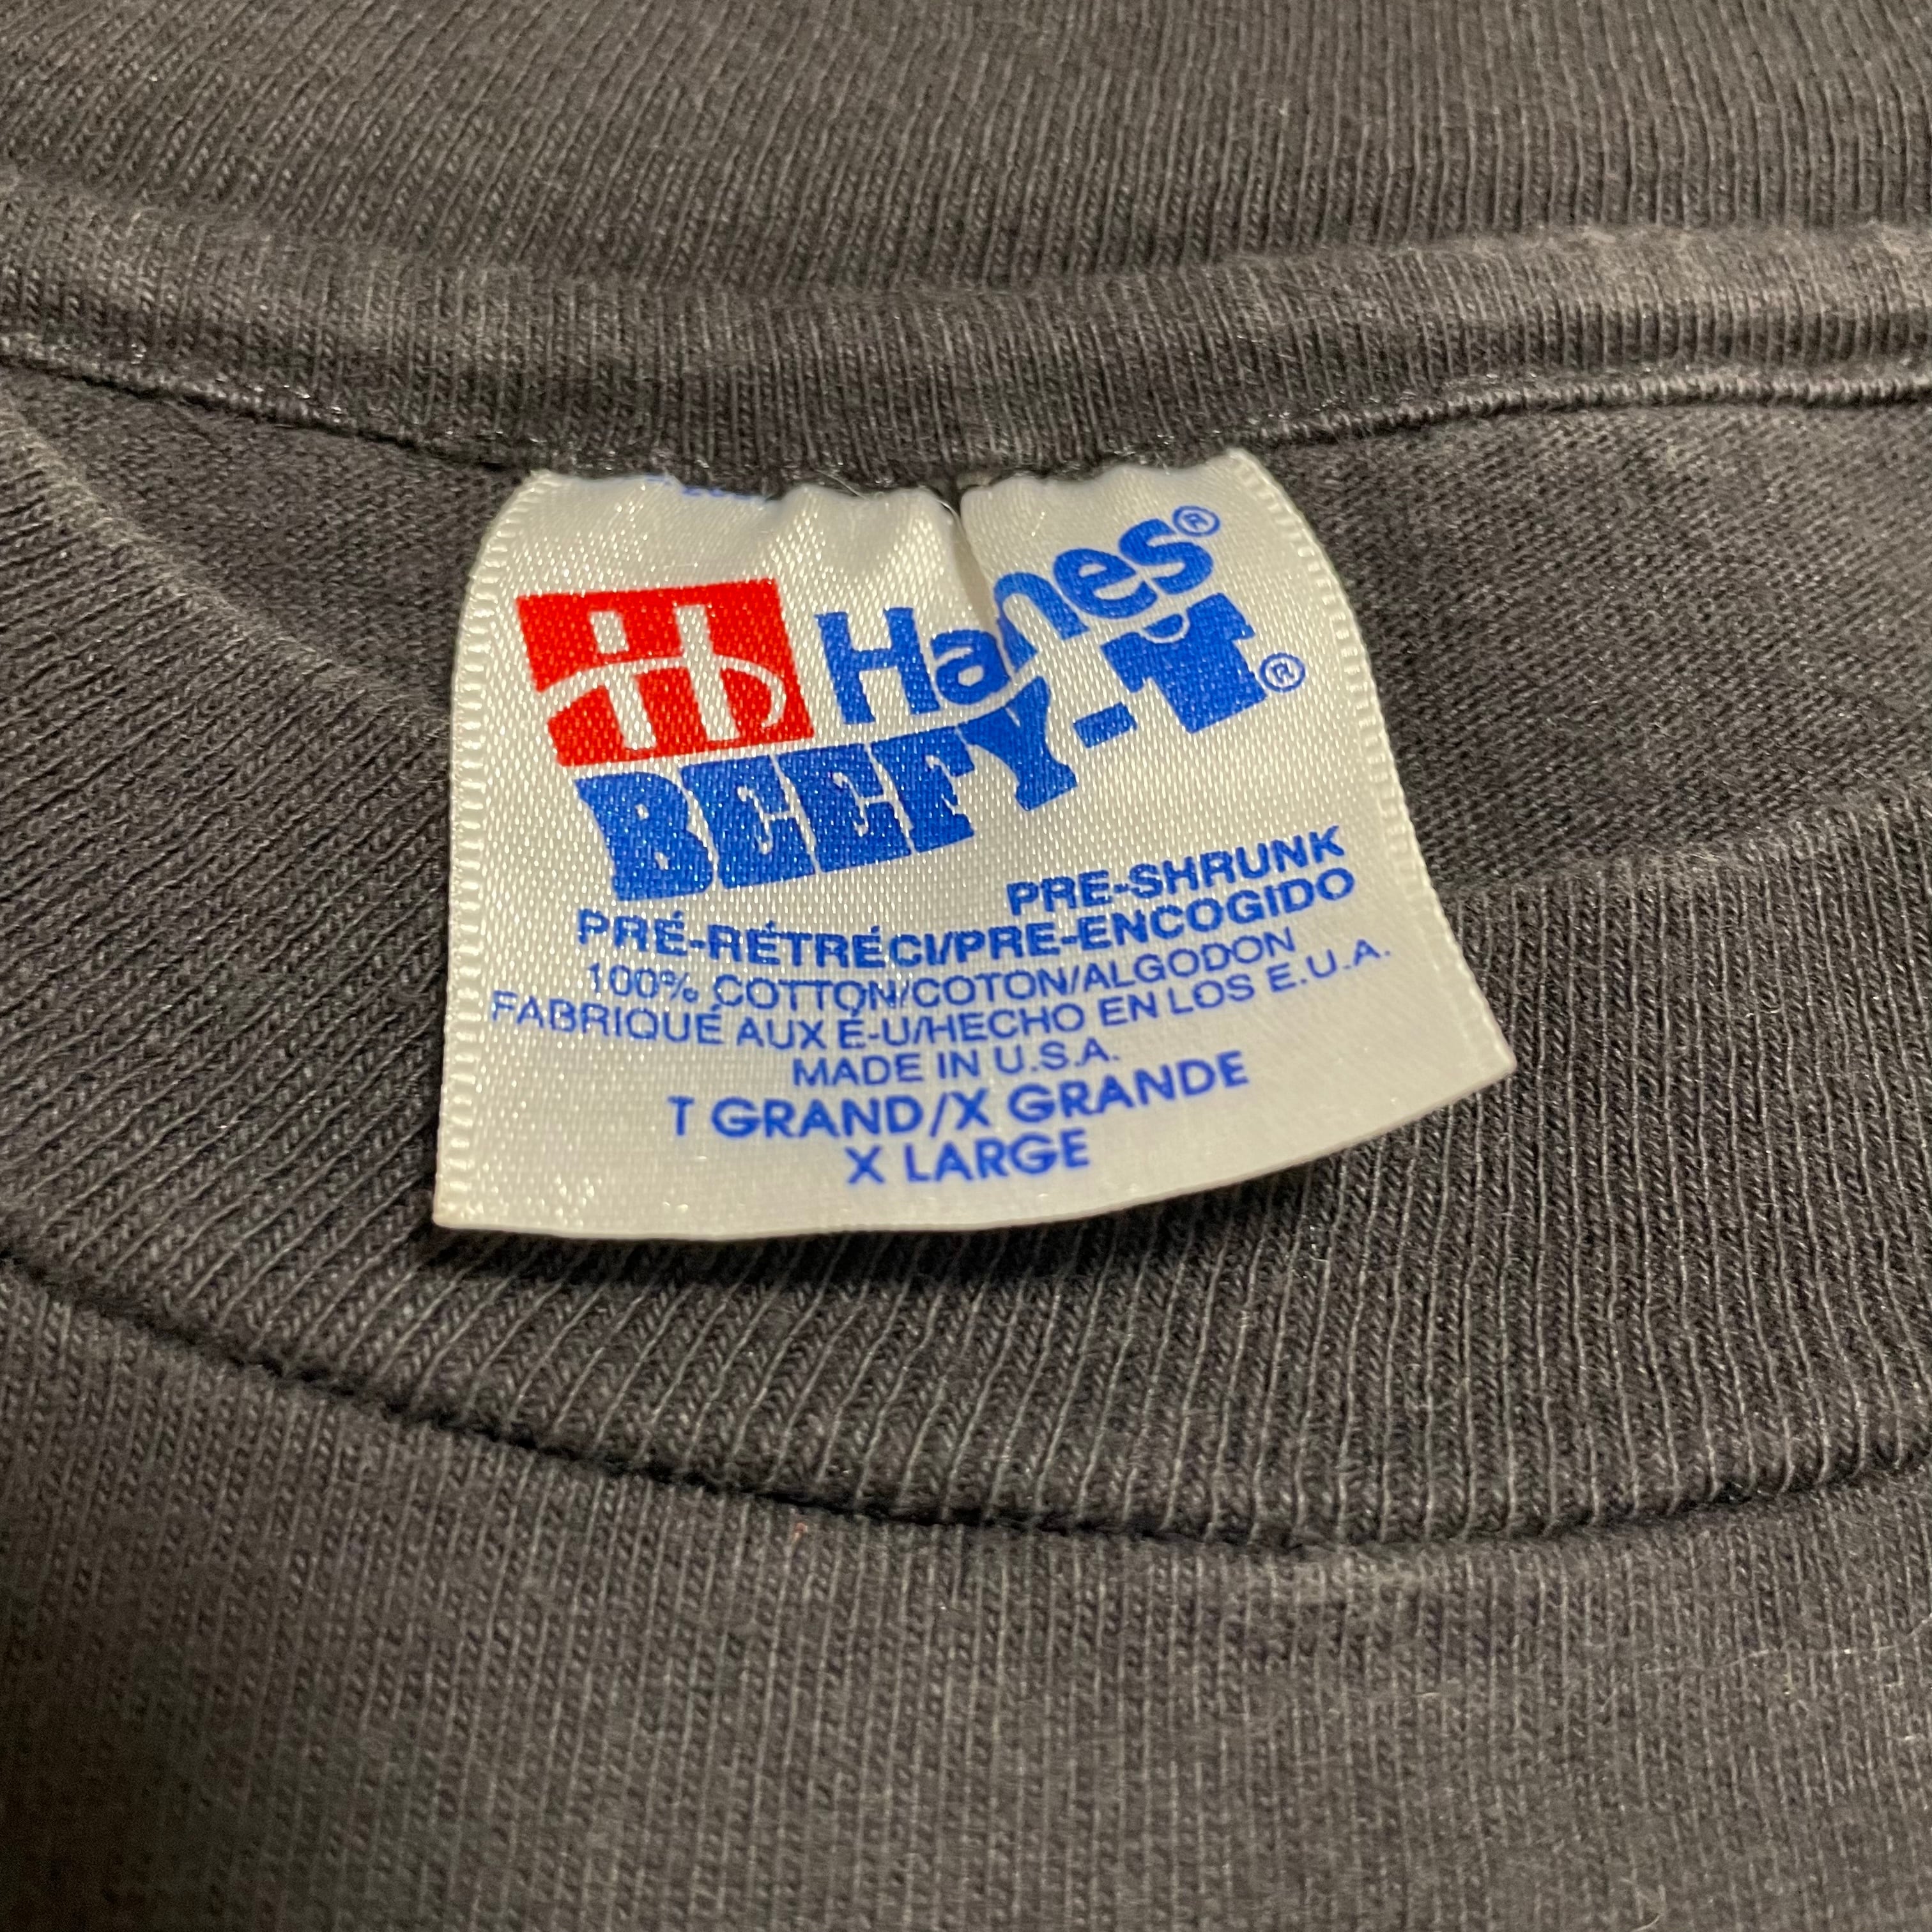 Hanes®
BEEFY-T®
PRE-SHRUNK
PRÉ-RÉTRÉCI/PRE-ENCOGIDO
100% COTTON/COTON/ALGODON
FABRIQUÉ AUX É-U/HECHO EN LOS E.U.A.
MADE IN U.S.A.
T GRAND/X GRANDE
X LARGE